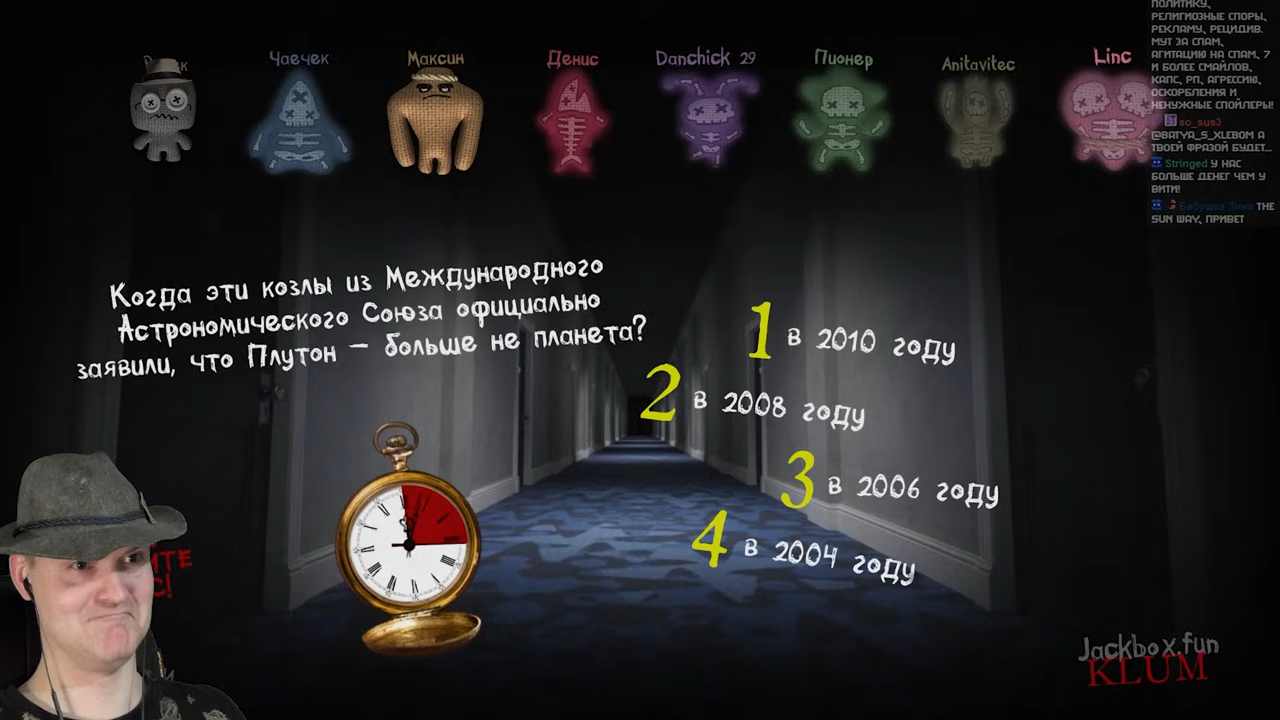 Чаечек
Максин
Денис
Danchick 29
Пионер
Anitavitec
Linc
ПОЛИТИКУ,
РЕЛИГИОЗНЫЕ СПОРЫ,
РЕКЛАМУ, РЕЦИДИВ.
МУТ ЗА СПАМ,
АГИТАЦИЮ НА СПАМ, 7
И БОЛЕЕ СМАЙЛОВ,
КАПС, РП, АГРЕССИЮ,
ОСКОРБЛЕНИЯ И
НЕНУЖНЫЕ СПОЙЛЕРЫ!
so_sus3
@BATYA_S_XLEBOM А
ТВОЕЙ ФРАЗОЙ БУДЕТ...
Stringed У НАС
БОЛЬШЕ ДЕНЕГ ЧЕМ У
ВИТИ!
Бабушка Зина THE
SUN WAY, ПРИВЕТ
Когда эти козлы из Международного
Астрономического Союза официально
заявили, что Плутон — больше не планета?
1 в 2010 году
2 в 2008 году
3 в 2006 году
4 в 2004 году
Jackbox.fun
KLUM